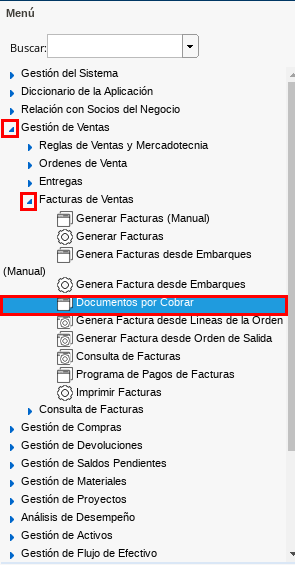 Menú
Buscar:
Gestión del Sistema
Diccionario de la Aplicación
Relación con Socios del Negocio
Gestión de Ventas
Reglas de Ventas y Mercadotecnia
Ordenes de Venta
Entregas
Facturas de Ventas
Generar Facturas (Manual)
Generar Facturas
Genera Facturas desde Embarques
(Manual)
Genera Factura desde Embarques
Documentos por Cobrar
Genera Factura desde Líneas de la Orden
Generar Factura desde Orden de Salida
Consulta de Facturas
Programa de Pagos de Facturas
Imprimir Facturas
Consulta de Facturas
Gestión de Compras
Gestión de Devoluciones
Gestión de Saldos Pendientes
Gestión de Materiales
Gestión de Proyectos
Análisis de Desempeño
Gestión de Activos
Gestión de Flujo de Efectivo